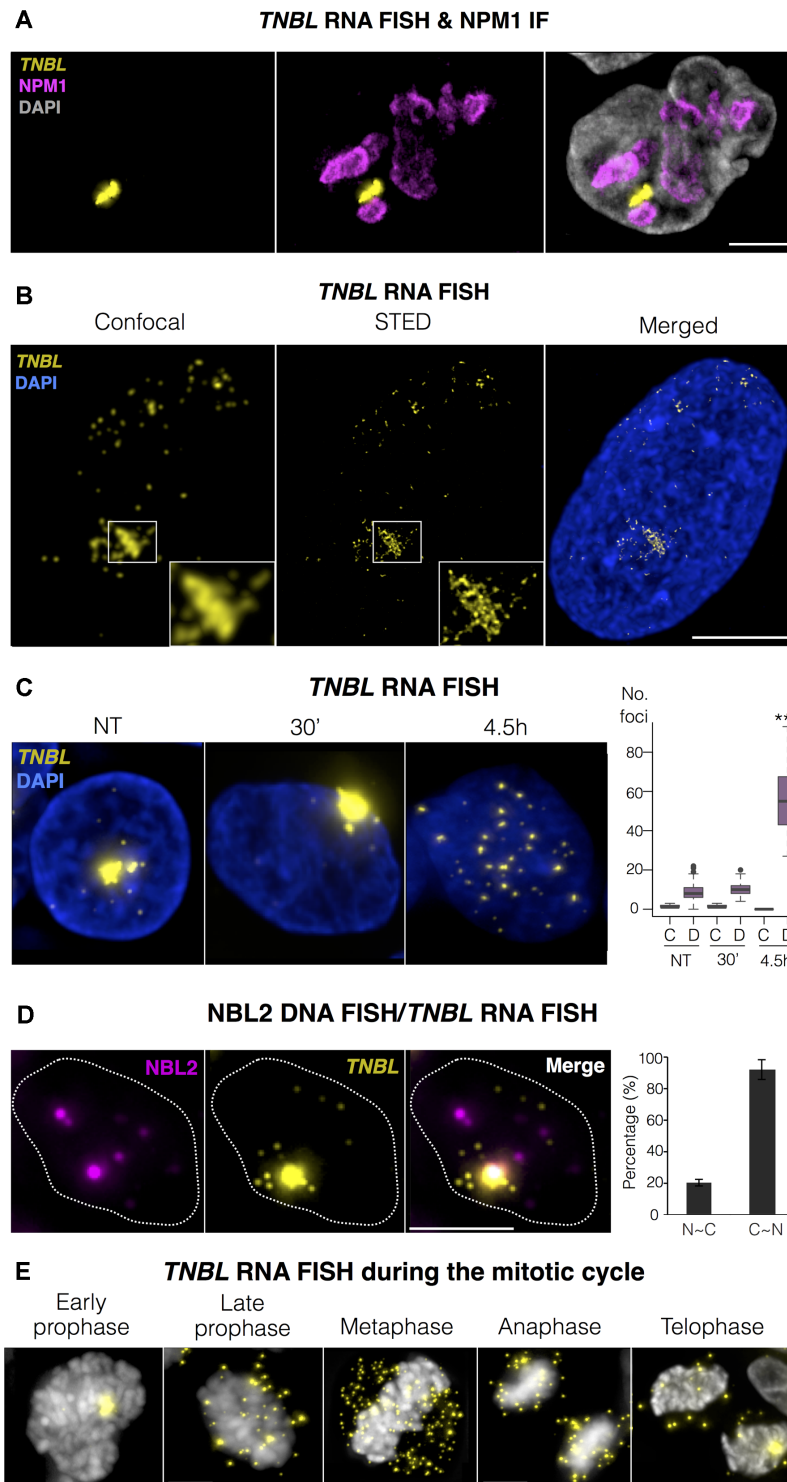 A
TNBL RNA FISH & NPM1 IF
TNBL
NPM1
DAPI
B
TNBL RNA FISH
Confocal STED Merged
TNBL
DAPI
C
TNBL RNA FISH
NT 30' 4.5h
TNBL
DAPI
No.
foci
**
80
60
40
20
0
C D C D C D
NT 30' 4.5h
D
NBL2 DNA FISH/TNBL RNA FISH
NBL2 TNBL Merge
Percentage (%)
100
80
60
40
20
0
N~C C~N
E
TNBL RNA FISH during the mitotic cycle
Early prophase
Late prophase
Metaphase
Anaphase
Telophase